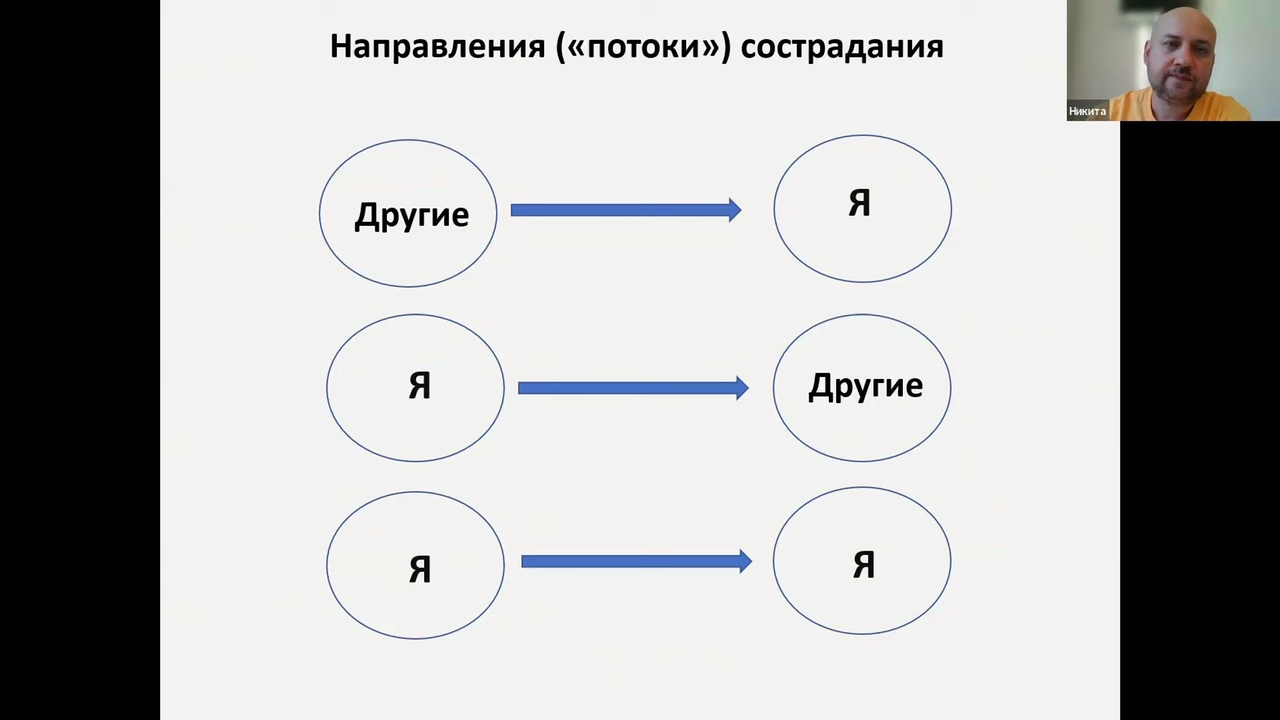 Направления («потоки») сострадания
Никита
Другие
Я
Я
Другие
Я
Я